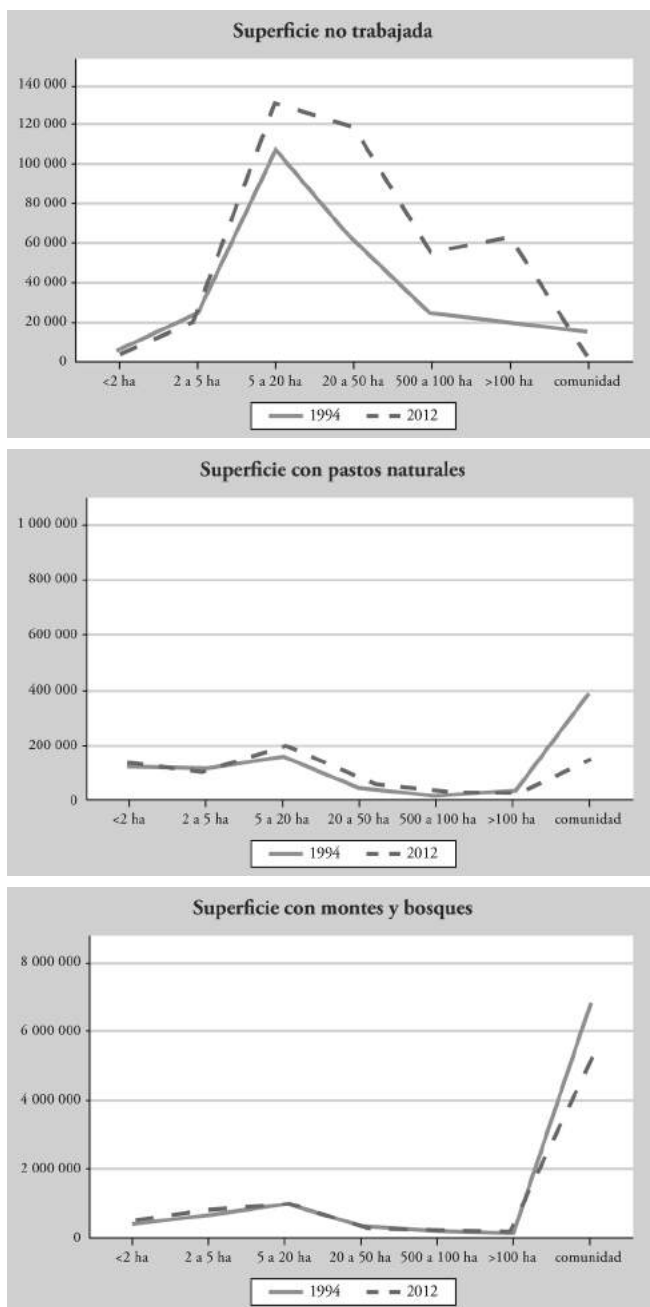 Superficie no trabajada
140 000
120 000
100 000
80 000
60 000
40 000
20 000
0
<2 ha 2 a 5 ha 5 a 20 ha 20 a 50 ha 500 a 100 ha >100 ha comunidad
1994 2012
Superficie con pastos naturales
1 000 000
800 000
600 000
400 000
200 000
0
<2 ha 2 a 5 ha 5 a 20 ha 20 a 50 ha 500 a 100 ha >100 ha comunidad
1994 2012
Superficie con montes y bosques
8 000 000
6 000 000
4 000 000
2 000 000
0
<2 ha 2 a 5 ha 5 a 20 ha 20 a 50 ha 500 a 100 ha >100 ha comunidad
1994 2012